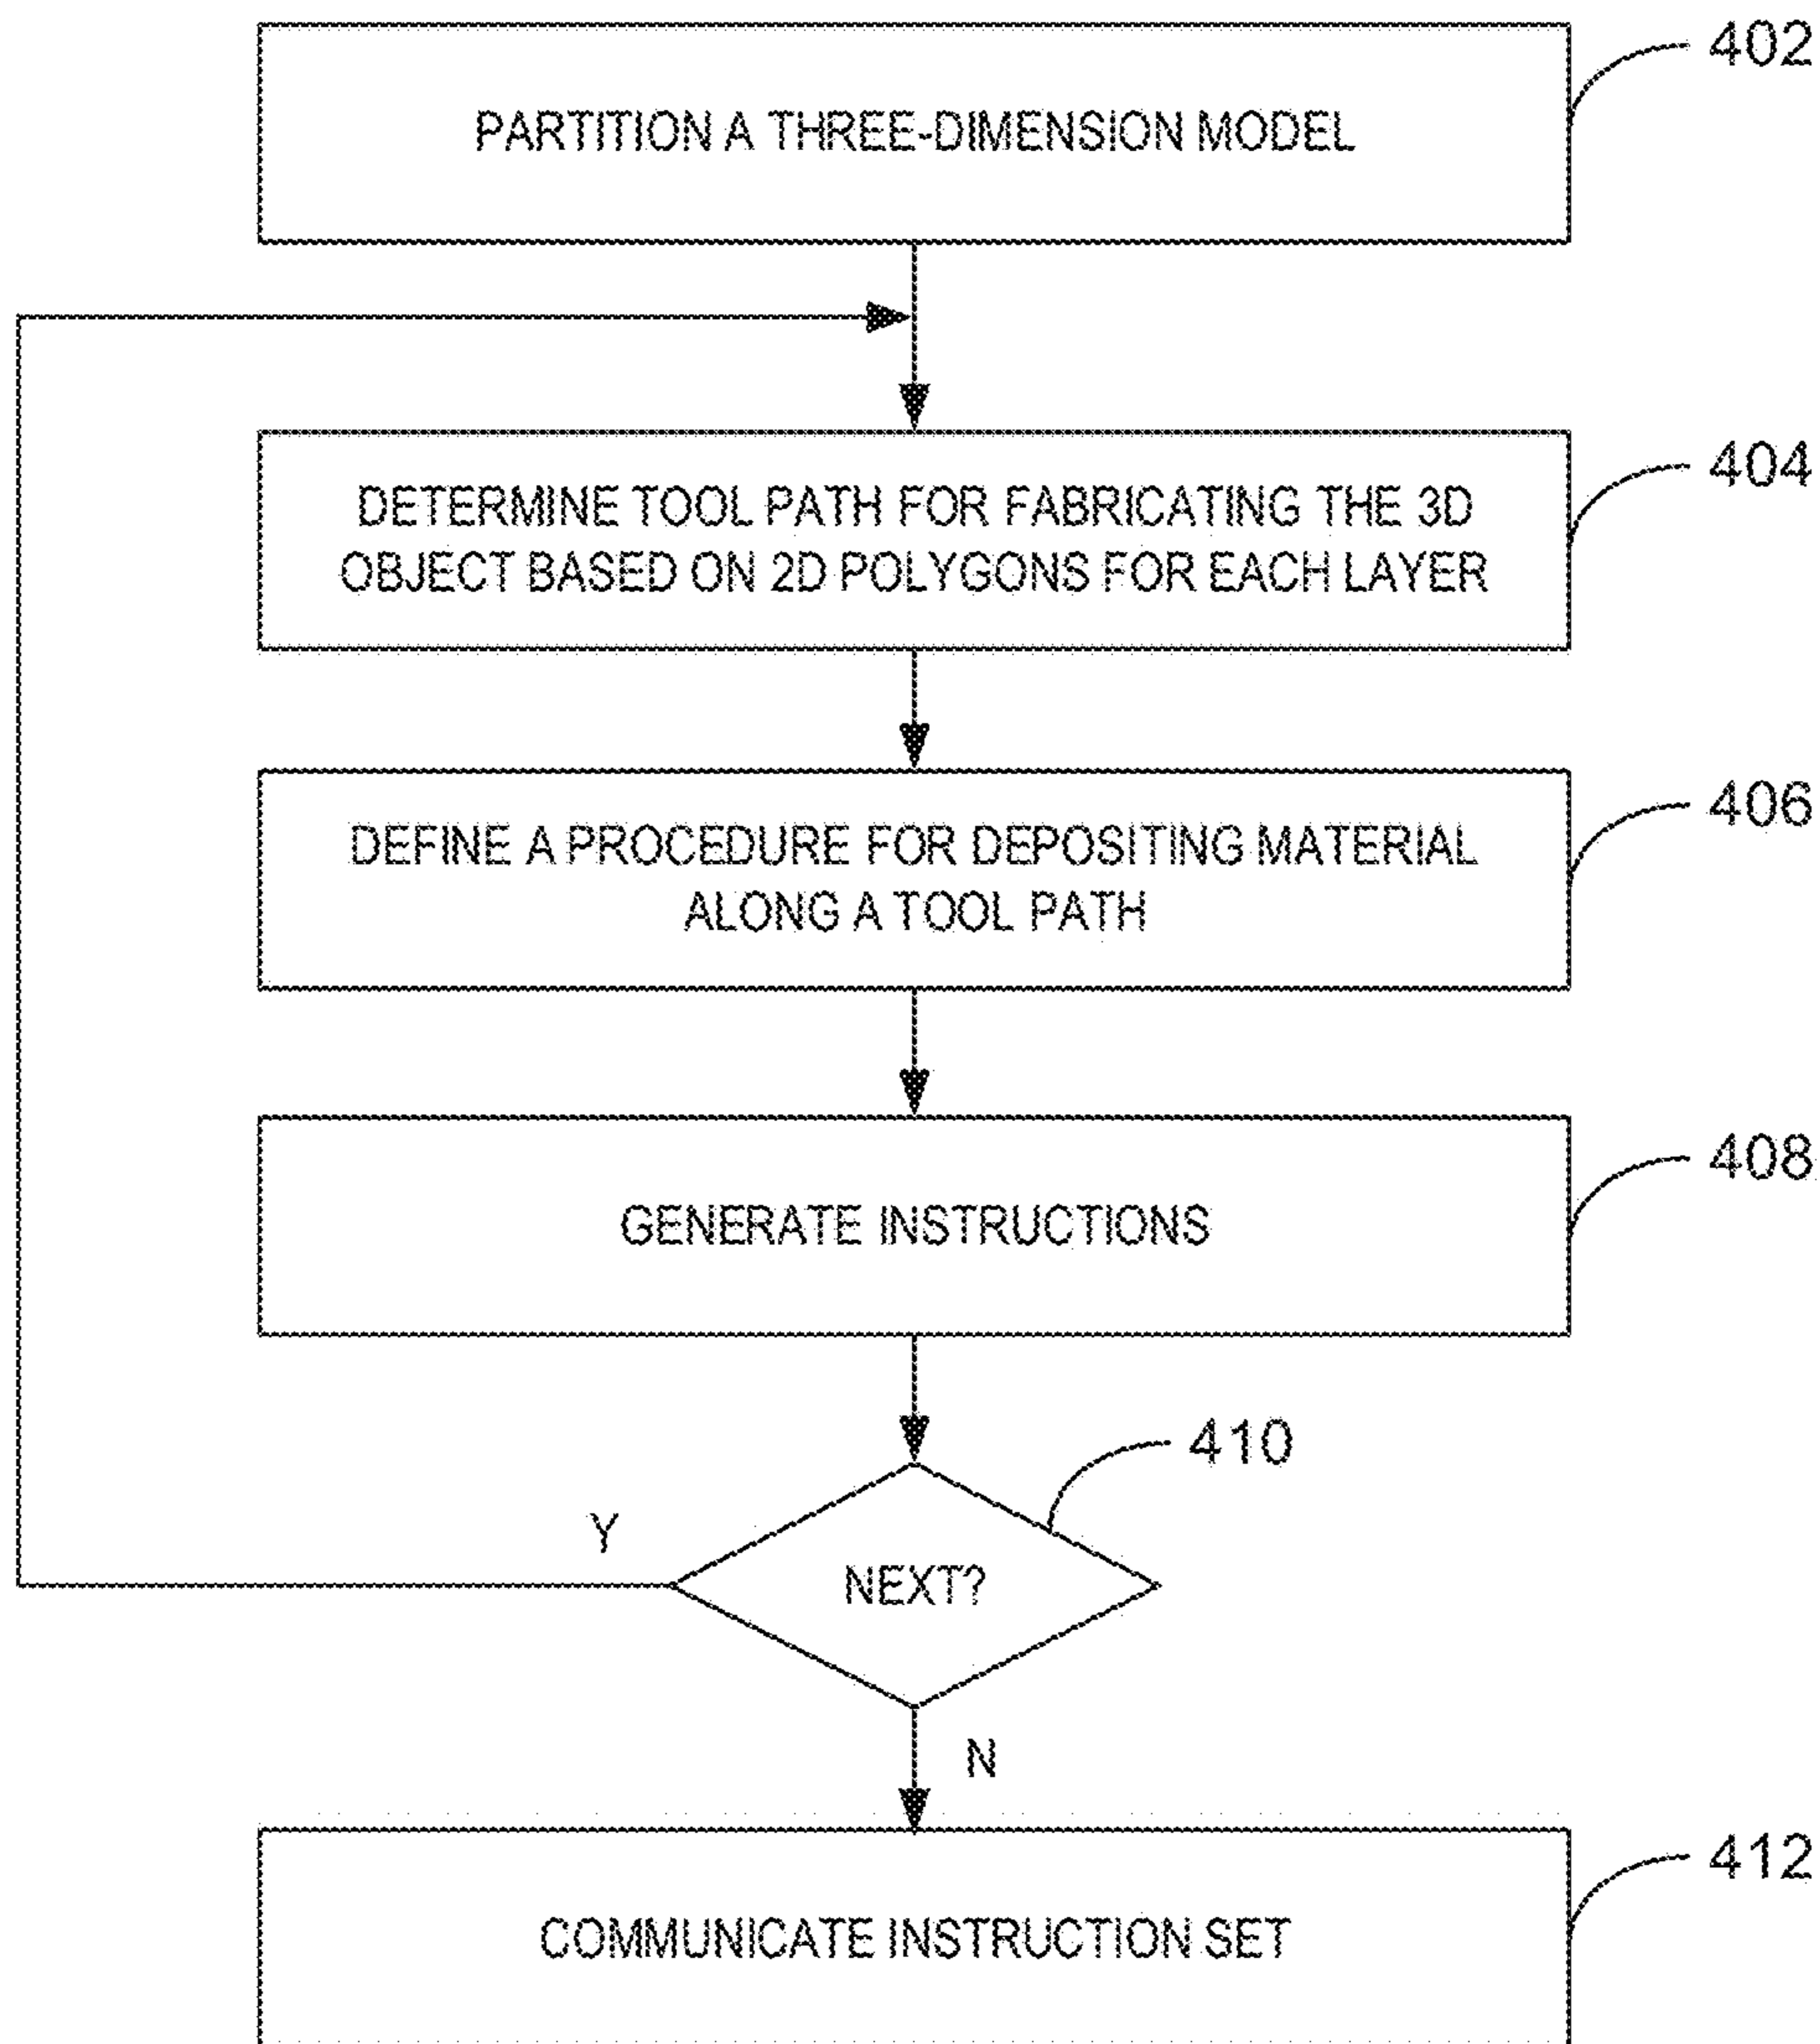 402
PARTITION A THREE-DIMENSION MODEL
404
DETERMINE TOOL PATH FOR FABRICATING THE 3D
OBJECT BASED ON 2D POLYGONS FOR EACH LAYER
406
DEFINE A PROCEDURE FOR DEPOSITING MATERIAL
ALONG A TOOL PATH
408
GENERATE INSTRUCTIONS
410
Y
NEXT?
N
412
COMMUNICATE INSTRUCTION SET